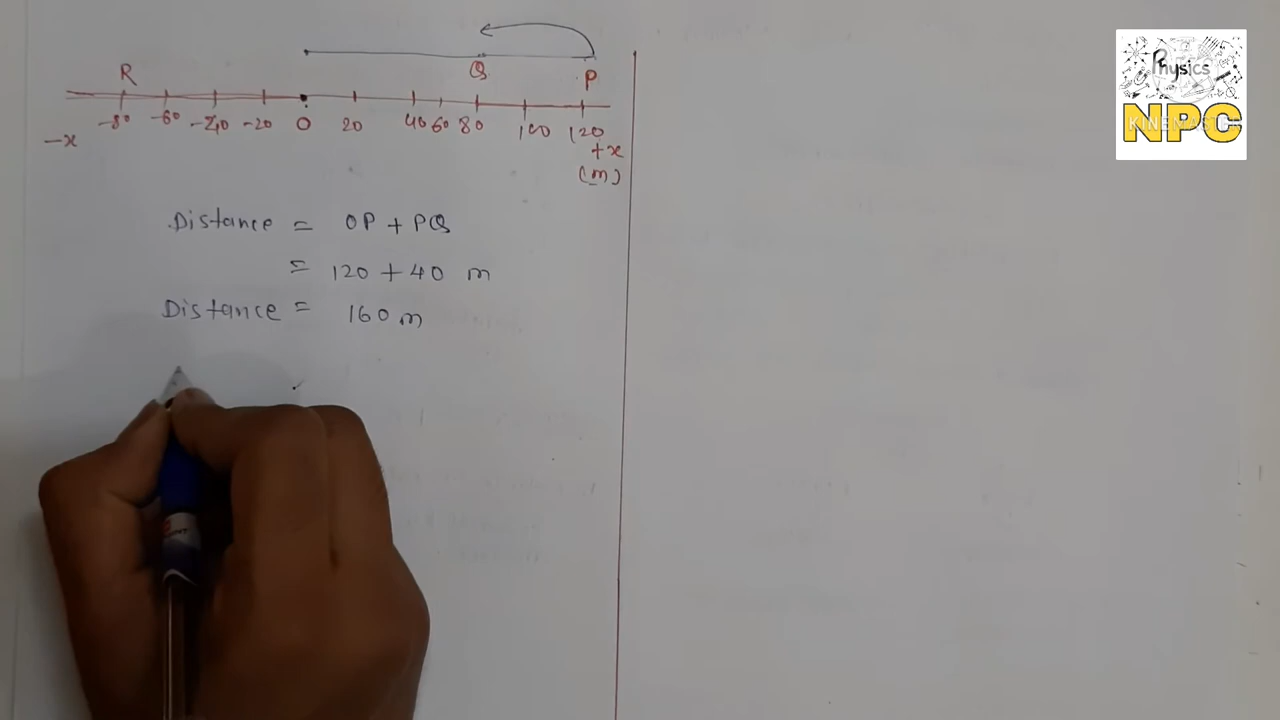 R Q P
-80 -60 -40 -20 0 20 40 60 80 100 120
-x +x
(m)
Distance = OP + PQ
= 120 + 40 m
Distance = 160 m
Physics
NPC